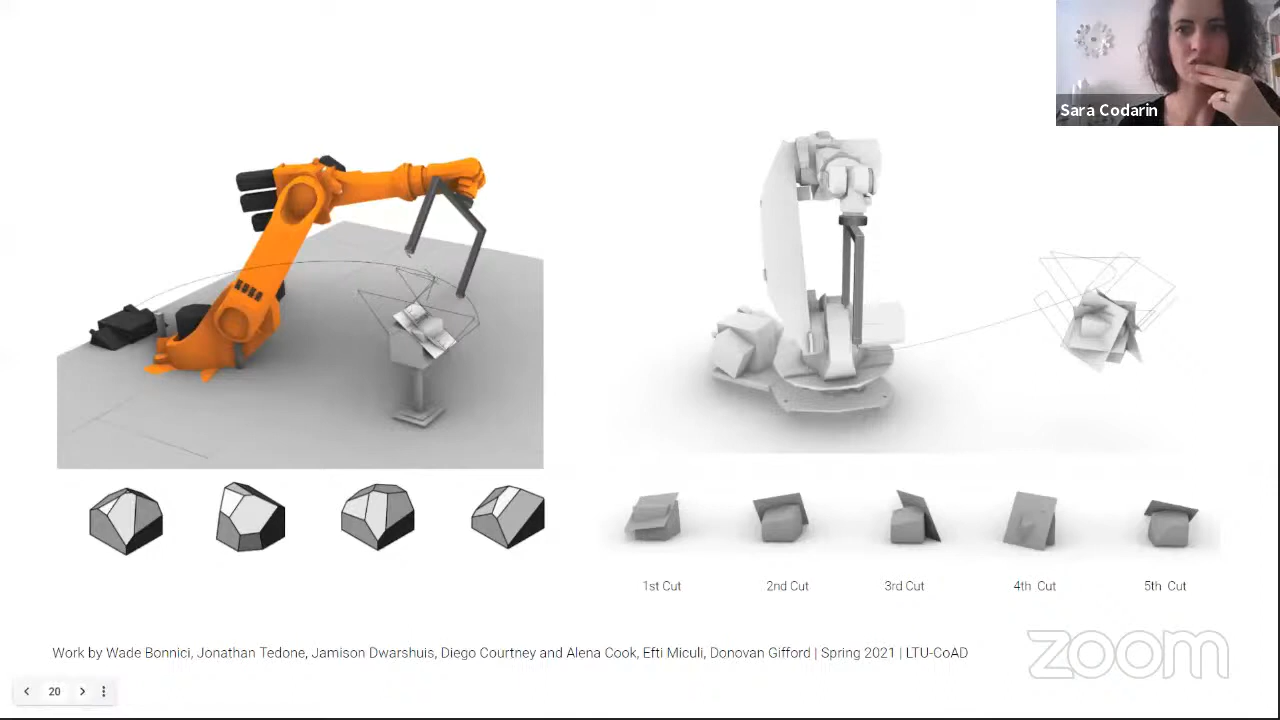 Sara Codarin
1st Cut
2nd Cut
3rd Cut
4th Cut
5th Cut
Work by Wade Bonnici, Jonathan Tedone, Jamison Dwarshuis, Diego Courtney and Alena Cook, Efti Miculi, Donovan Gifford | Spring 2021 | LTU-CoAD
zoom
20